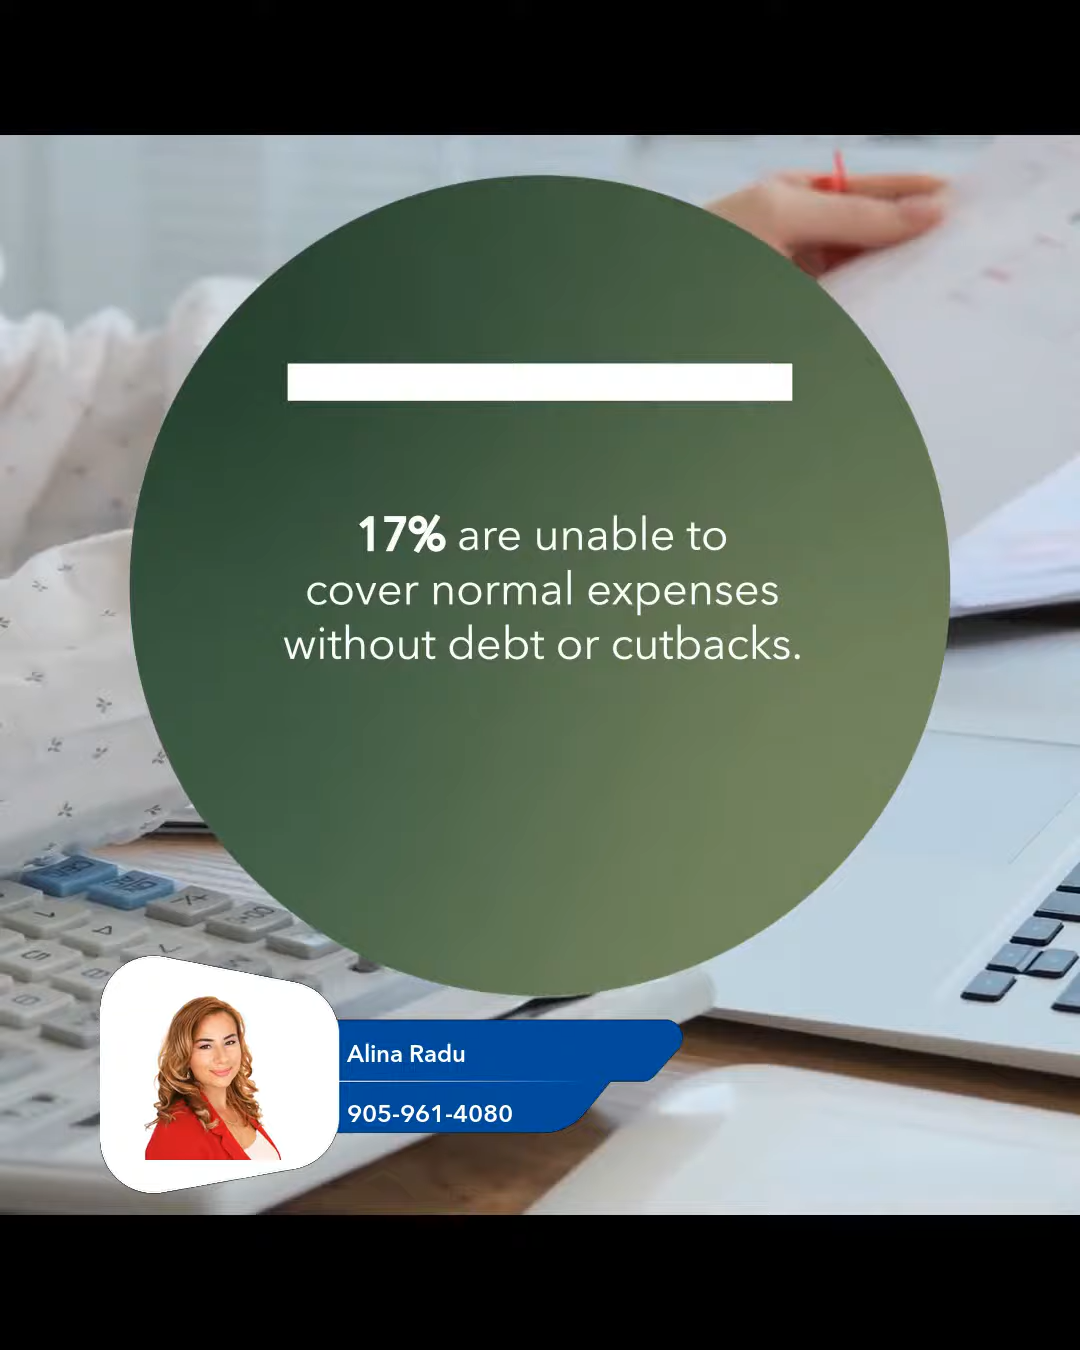 17% are unable to
cover normal expenses
without debt or cutbacks.
Alina Radu
905-961-4080